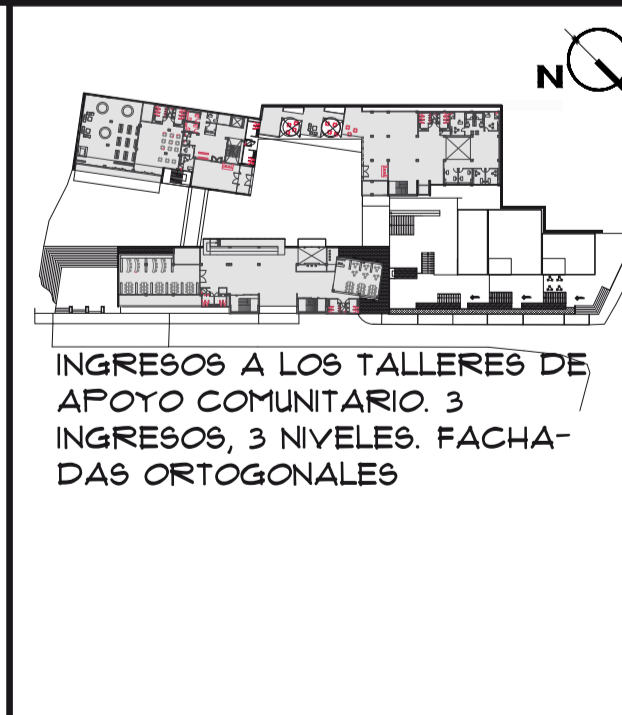 N
INGRESOS A LOS TALLERES DE
APOYO COMUNITARIO. 3
INGRESOS, 3 NIVELES. FACHA-
DAS ORTOGONALES